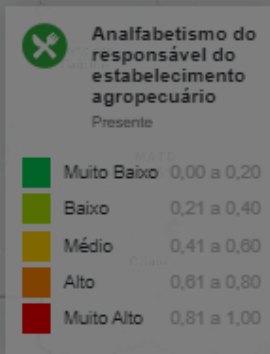 Analfabetismo do
responsável do
estabelecimento
agropecuário
Presente
Muito Baixo 0,00 a 0,20
Baixo 0,21 a 0,40
Médio 0,41 a 0,60
Alto 0,61 a 0,80
Muito Alto 0,81 a 1,00